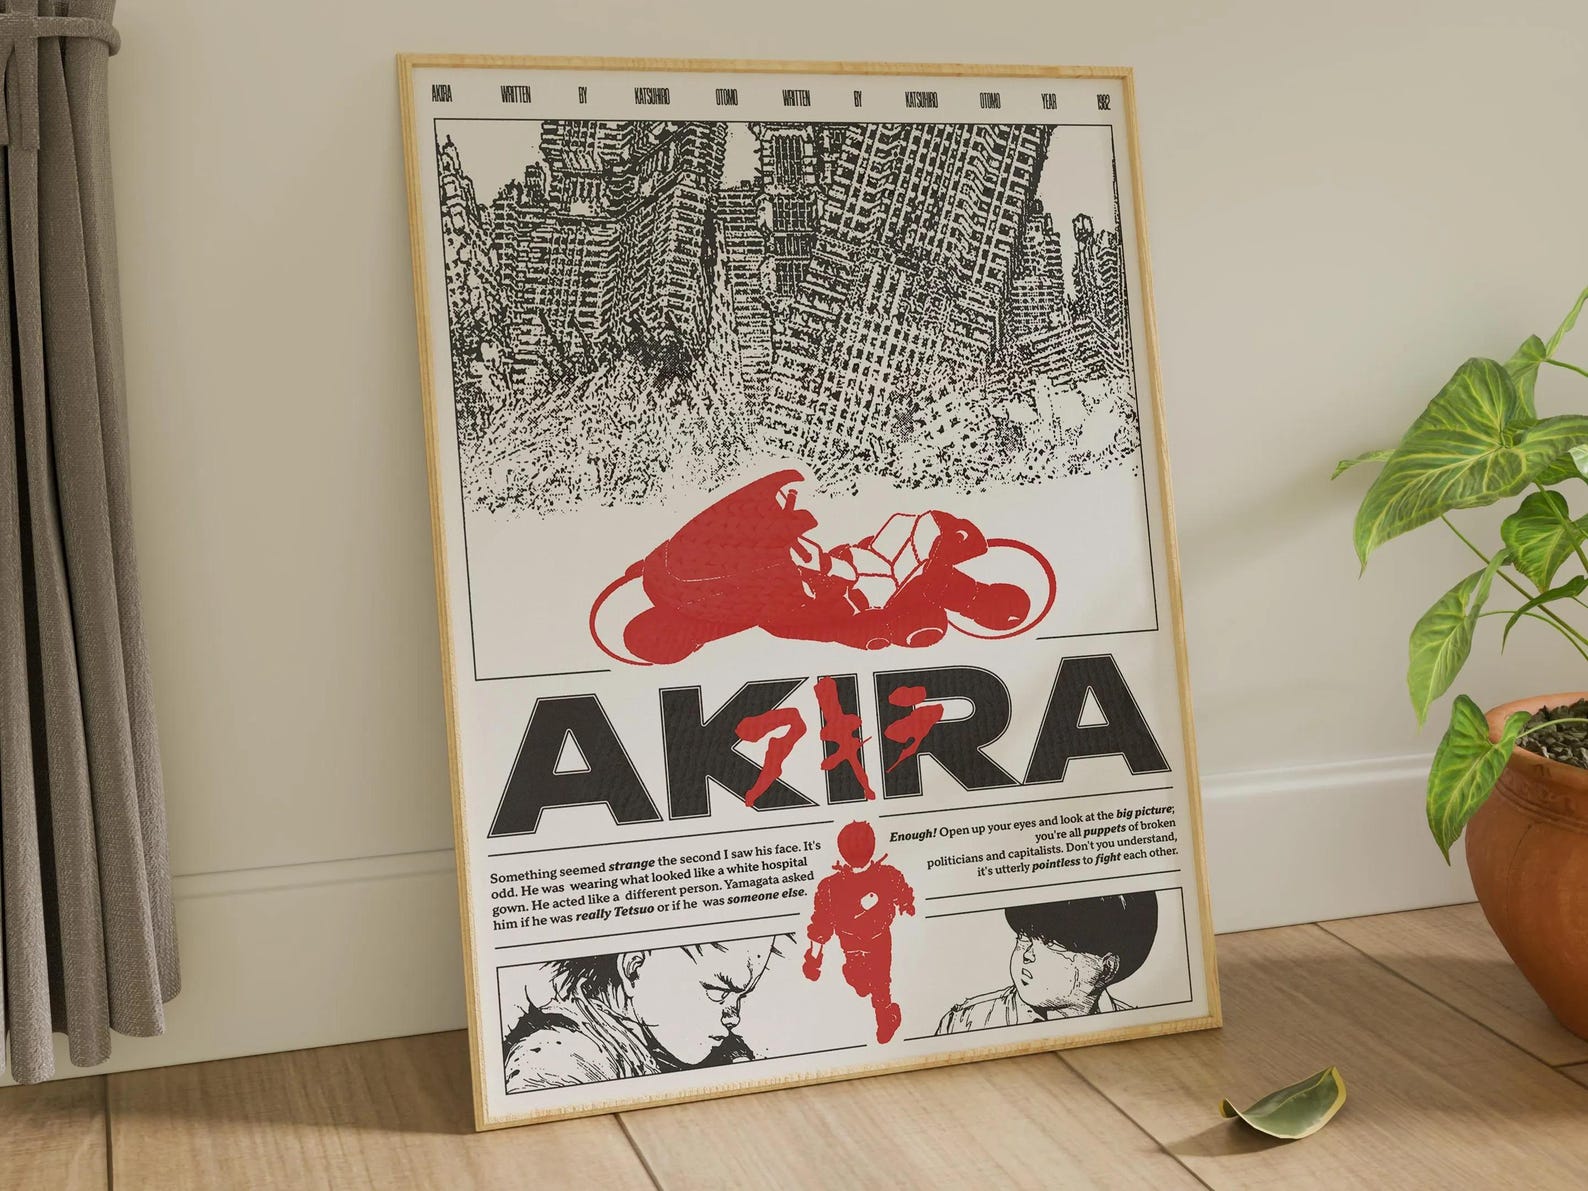 AKIRA WRITTEN BY KATSUHIRO OTOMO WRITTEN BY KATSUHIRO OTOMO YEAR 1982
AKIRA
アキラ
Something seemed strange the second I saw his face. It's
odd. He was wearing what looked like a white hospital
gown. He acted like a different person. Yamagata asked
him if he was really Tetsuo or if he was someone else.
Enough! Open up your eyes and look at the big picture;
you're all puppets of broken
politicians and capitalists. Don't you understand,
it's utterly pointless to fight each other.